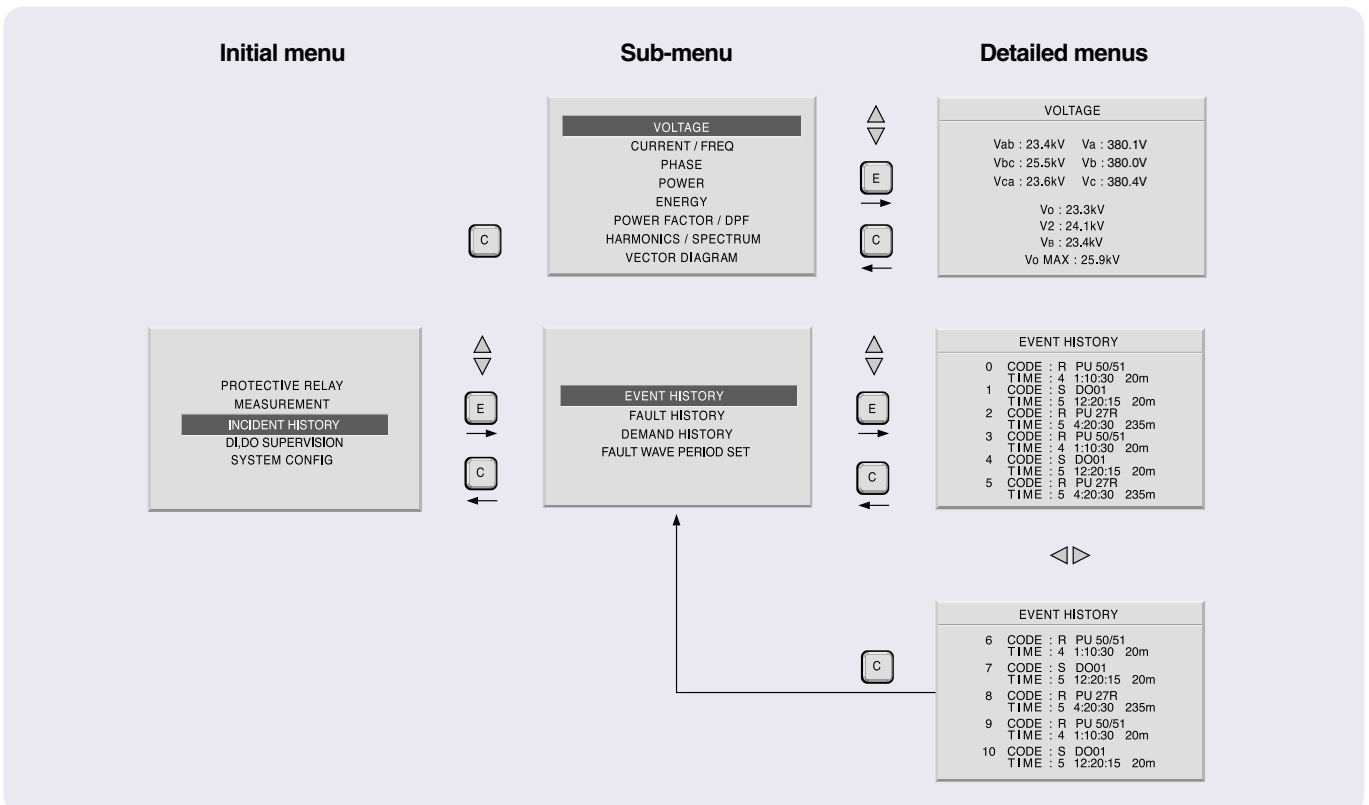 Initial menu
Sub-menu
Detailed menus
VOLTAGE
CURRENT / FREQ
PHASE
POWER
ENERGY
POWER FACTOR / DPF
HARMONICS / SPECTRUM
VECTOR DIAGRAM
C
E
C
VOLTAGE
Vab : 23.4kV Va : 380.1V
Vbc : 25.5kV Vb : 380.0V
Vca : 23.6kV Vc : 380.4V
Vo : 23.3kV
V2 : 24.1kV
VB : 23.4kV
Vo MAX : 25.9kV
PROTECTIVE RELAY
MEASUREMENT
INCIDENT HISTORY
DI,DO SUPERVISION
SYSTEM CONFIG
E
C
EVENT HISTORY
FAULT HISTORY
DEMAND HISTORY
FAULT WAVE PERIOD SET
E
C
EVENT HISTORY
0 CODE : R PU 50/51
TIME : 4 1:10:30 20m
1 CODE : S DO01
TIME : 5 12:20:15 20m
2 CODE : R PU 27R
TIME : 5 4:20:30 235m
3 CODE : R PU 50/51
TIME : 4 1:10:30 20m
4 CODE : S DO01
TIME : 5 12:20:15 20m
5 CODE : R PU 27R
TIME : 5 4:20:30 235m
C
EVENT HISTORY
6 CODE : R PU 50/51
TIME : 4 1:10:30 20m
7 CODE : S DO01
TIME : 5 12:20:15 20m
8 CODE : R PU 27R
TIME : 5 4:20:30 235m
9 CODE : R PU 50/51
TIME : 4 1:10:30 20m
10 CODE : S DO01
TIME : 5 12:20:15 20m